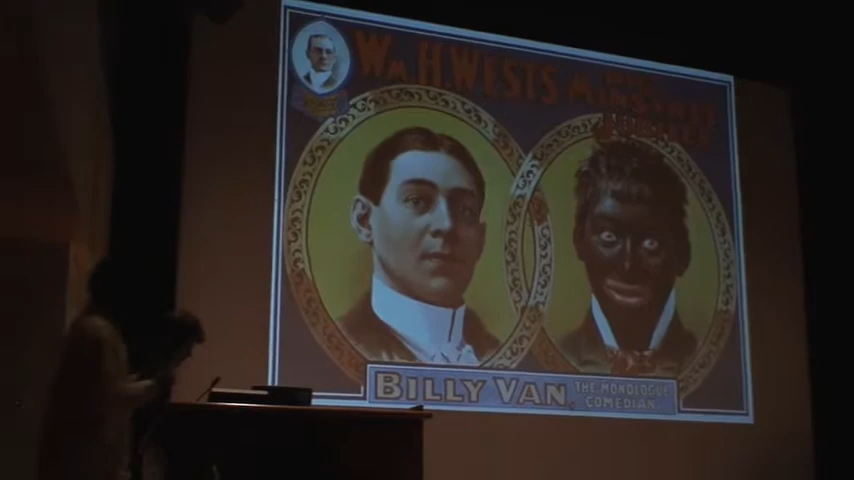 WM H WESTS
MINSTREL
BILLY VAN,
THE MONOLOGUE
COMEDIAN